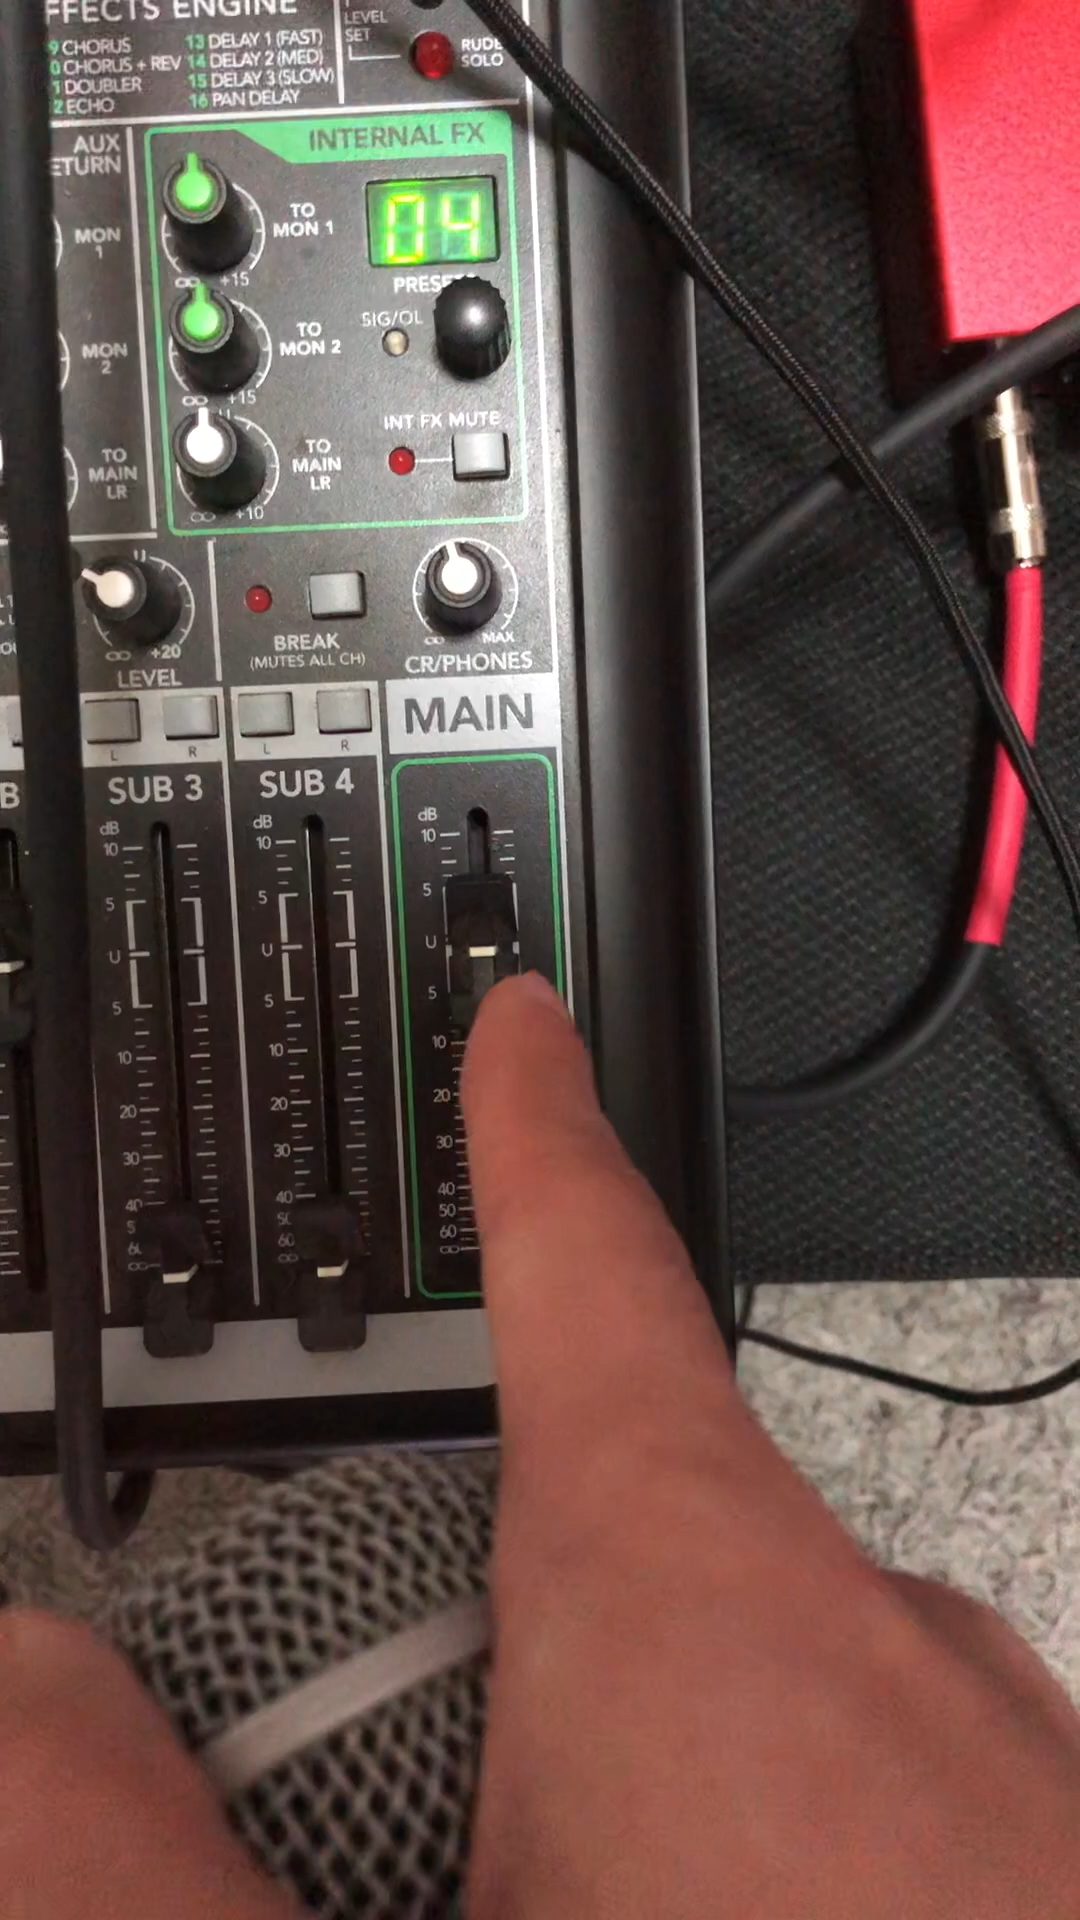 FFECTS ENGINE
9 CHORUS
0 CHORUS + REV
1 DOUBLER
2 ECHO
13 DELAY 1 (FAST)
14 DELAY 2 (MED)
15 DELAY 3 (SLOW)
16 PAN DELAY
LEVEL
SET
RUDE
SOLO
AUX
ETURN
MON
1
MON
2
TO
MAIN
LR
INTERNAL FX
TO
MON 1
∞ +15
TO
MON 2
∞ +15
U
TO
MAIN
LR
∞ +10
04
PRESETS
SIG/OL
INT FX MUTE
U
∞ +20
LEVEL
BREAK
(MUTES ALL CH)
∞ MAX
CR/PHONES
L R
L R
MAIN
B
SUB 3
SUB 4
dB
10
5
U
5
10
20
30
40
5
6
∞
dB
10
5
U
5
10
20
30
40
50
60
∞
dB
10
5
U
5
10
20
30
40
50
60
∞